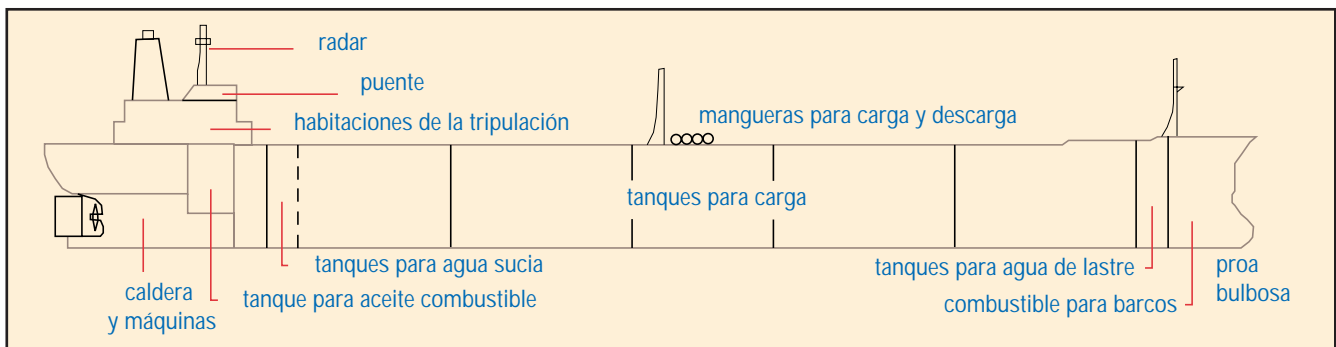 radar
puente
habitaciones de la tripulación
mangueras para carga y descarga
tanques para carga
tanques para agua sucia
tanque para aceite combustible
caldera
y máquinas
tanques para agua de lastre
combustible para barcos
proa
bulbosa